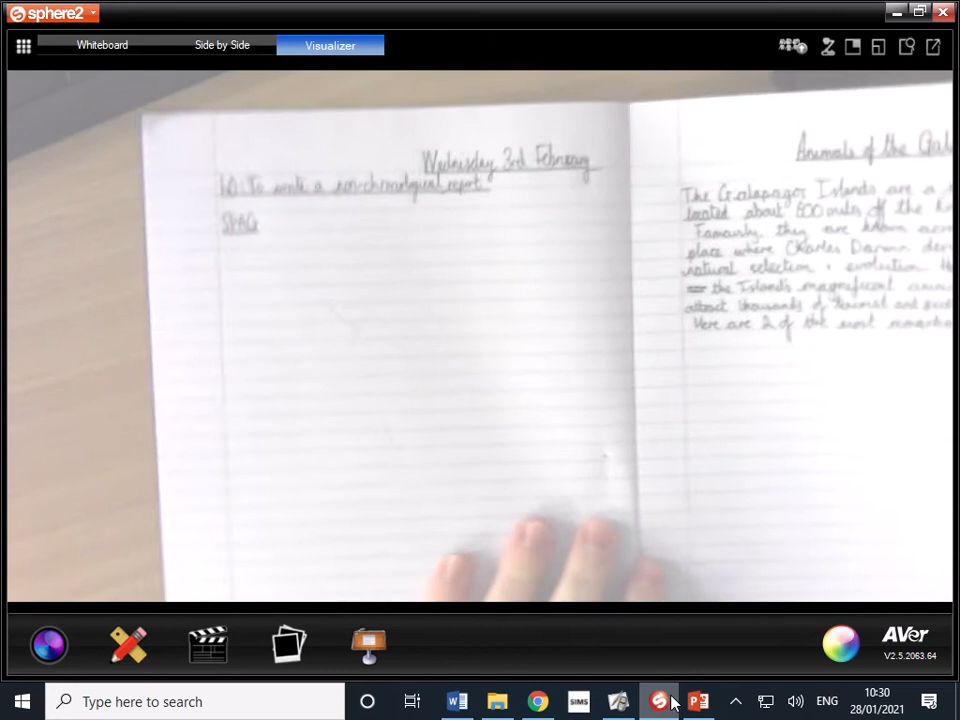 sphere2
Whiteboard
Side by Side
Visualizer
Wednesday 3rd February
LO: To write a non-chronological report.
SPAG
Animals of the Gal
The Galapagos Islands are a
located about 600 miles off the
Famously, they are known
place where Charles Darwin
natural selection + evolution
the Island's magnificent
attract thousands of
Here are 2 of the most
AVer
V2.5.2063.64
Type here to search
SIMS
ENG
10:30
28/01/2021